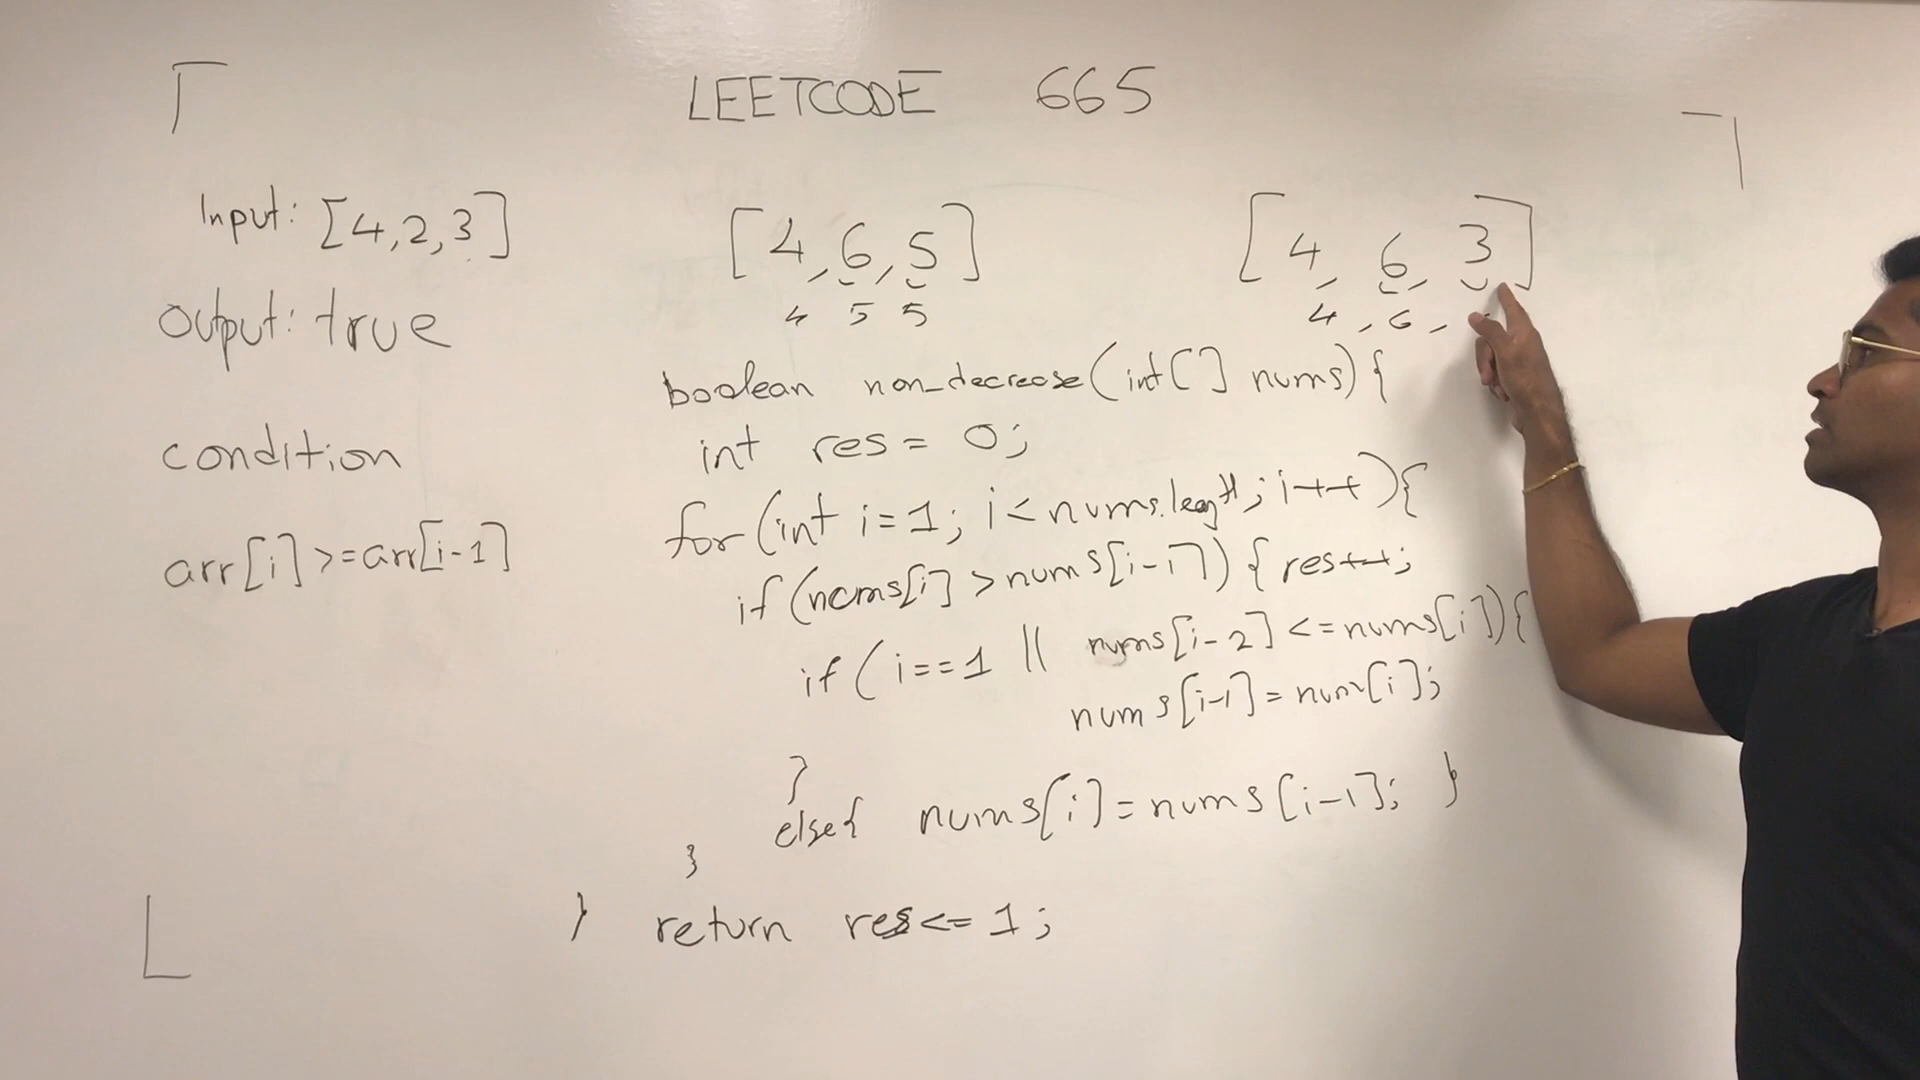 LEETCODE 665
Input: [4,2,3]
Output: true
condition
arr[i] >=arr[i-1]
[4,6,5]
4 5 5
[4, 6, 3]
4, 6,
boolean non_decrease(int[] nums){
int res = 0;
for(int i=1; i<nums.length; i++){
if(nums[i] >nums[i-1]) { res++;
if(i==1 || nums[i-2] <=nums[i]){
nums[i-1]=nums[i];
}
else{ nums[i]=nums[i-1]; }
}
} return res<= 1;